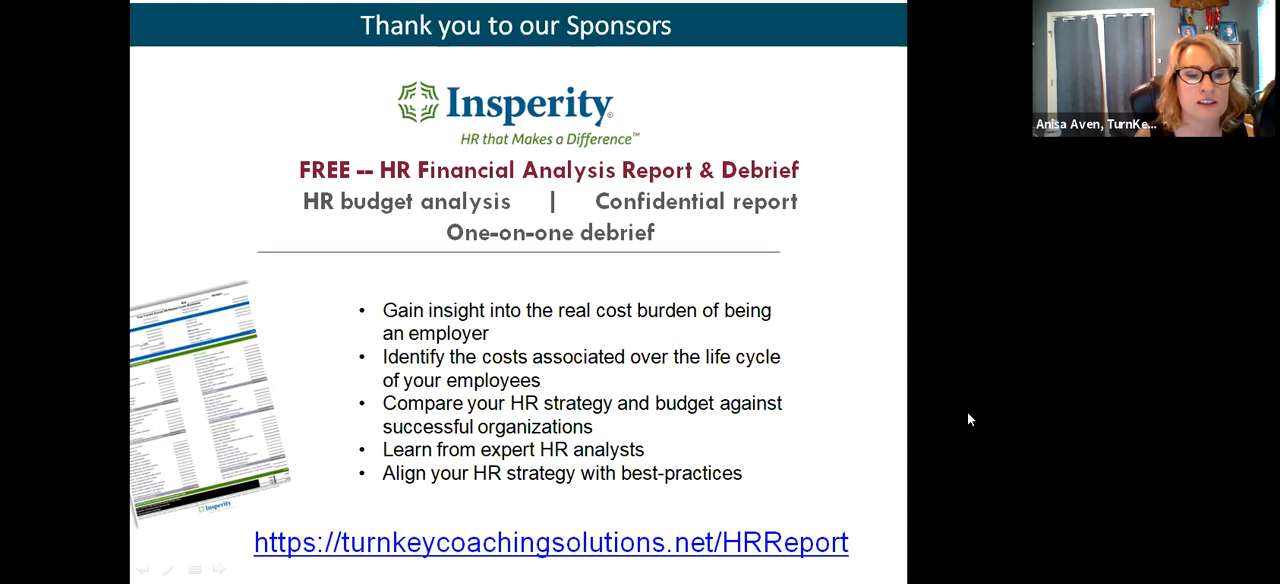 Thank you to our Sponsors
Insperity®
HR that Makes a Difference™
FREE -- HR Financial Analysis Report & Debrief
HR budget analysis | Confidential report
One-on-one debrief
• Gain insight into the real cost burden of being
an employer
• Identify the costs associated over the life cycle
of your employees
• Compare your HR strategy and budget against
successful organizations
• Learn from expert HR analysts
• Align your HR strategy with best-practices
Insperity
https://turnkeycoachingsolutions.net/HRReport
Anisa Aven, TurnKe...